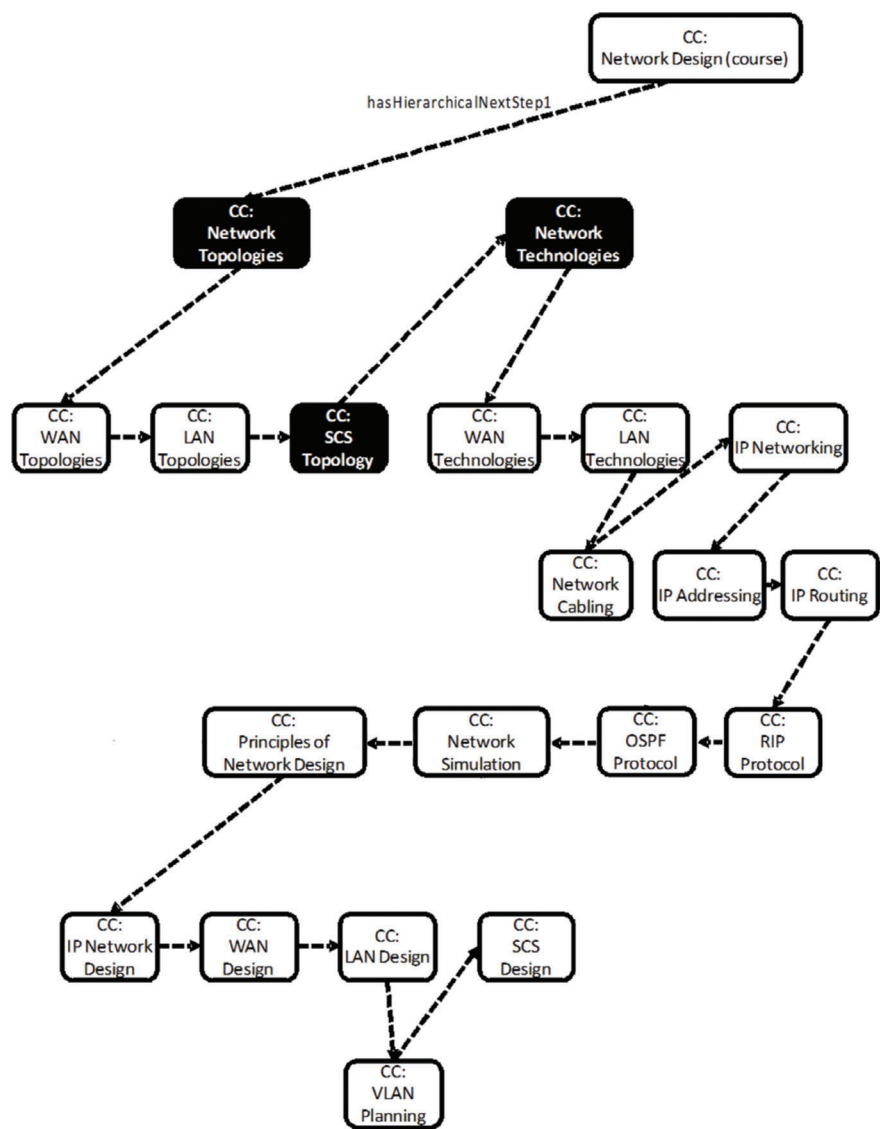 CC:
Network Design (course)
hasHierarchicalNextStep1
CC:
Network
Topologies
CC:
Network
Technologies
CC:
WAN
Topologies
CC:
LAN
Topologies
CC:
SCS
Topology
CC:
WAN
Technologies
CC:
LAN
Technologies
CC:
IP Networking
CC:
Network
Cabling
CC:
IP Addressing
CC:
IP Routing
CC:
Principles of
Network Design
CC:
Network
Simulation
CC:
OSPF
Protocol
CC:
RIP
Protocol
CC:
IP Network
Design
CC:
WAN
Design
CC:
LAN Design
CC:
SCS
Design
CC:
VLAN
Planning